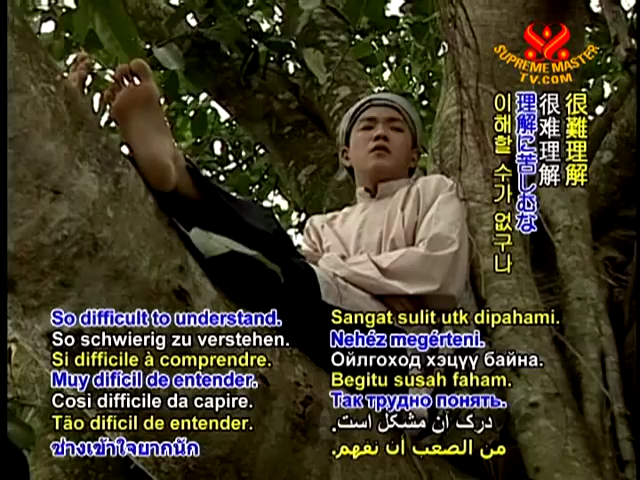 SUPREME MASTER
TV.COM
很難理解
很难理解
理解に苦しむな
이해할 수가 없구나
So difficult to understand.
So schwierig zu verstehen.
Si difficile à comprendre.
Muy difícil de entender.
Cosi difficile da capire.
Tão difícil de entender.
ช่างเข้าใจยากนัก
Sangat sulit utk dipahami.
Nehéz megérteni.
Ойлгоход хэцүү байна.
Begitu susah faham.
Так трудно понять.
درک آن مشکل است.
من الصعب أن نفهم.